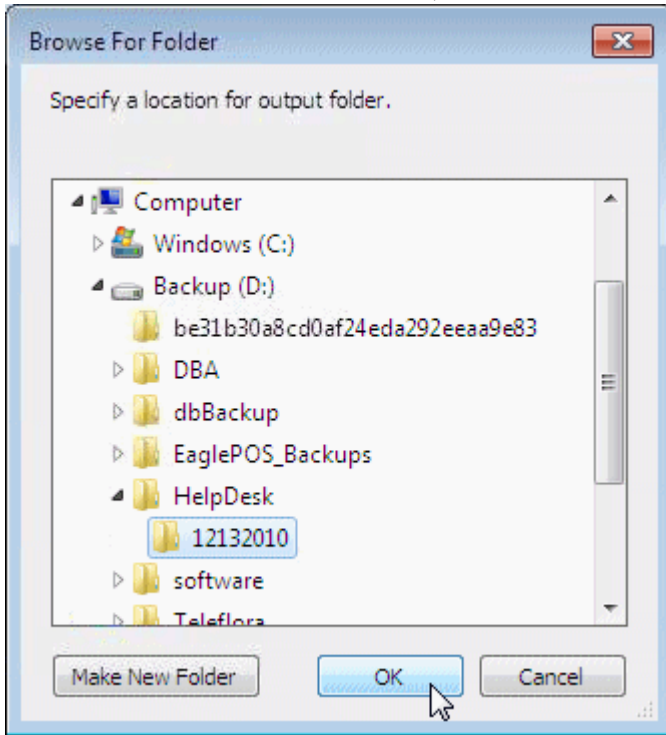 Browse For Folder
Specify a location for output folder.
Computer
Windows (C:)
Backup (D:)
be31b30a8cd0af24eda292eeaa9e83
DBA
dbBackup
EaglePOS_Backups
HelpDesk
12132010
software
Teleflora
Make New Folder OK Cancel